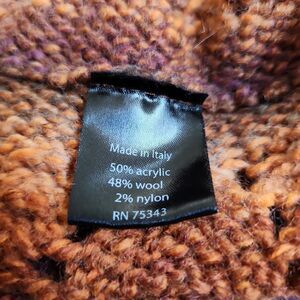 Made in Italy
50% acrylic
48% wool
2% nylon
RN 75343